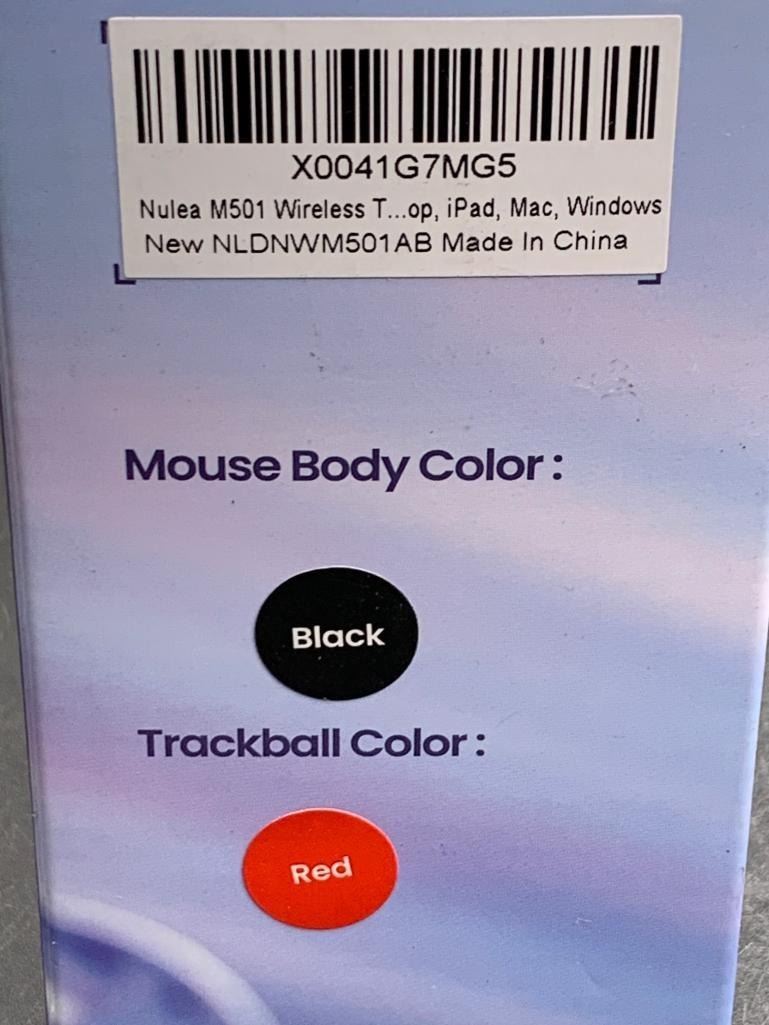 X0041G7MG5
Nulea M501 Wireless T...op, iPad, Mac, Windows
New NLDNWM501AB Made In China
Mouse Body Color :
Black
Trackball Color :
Red